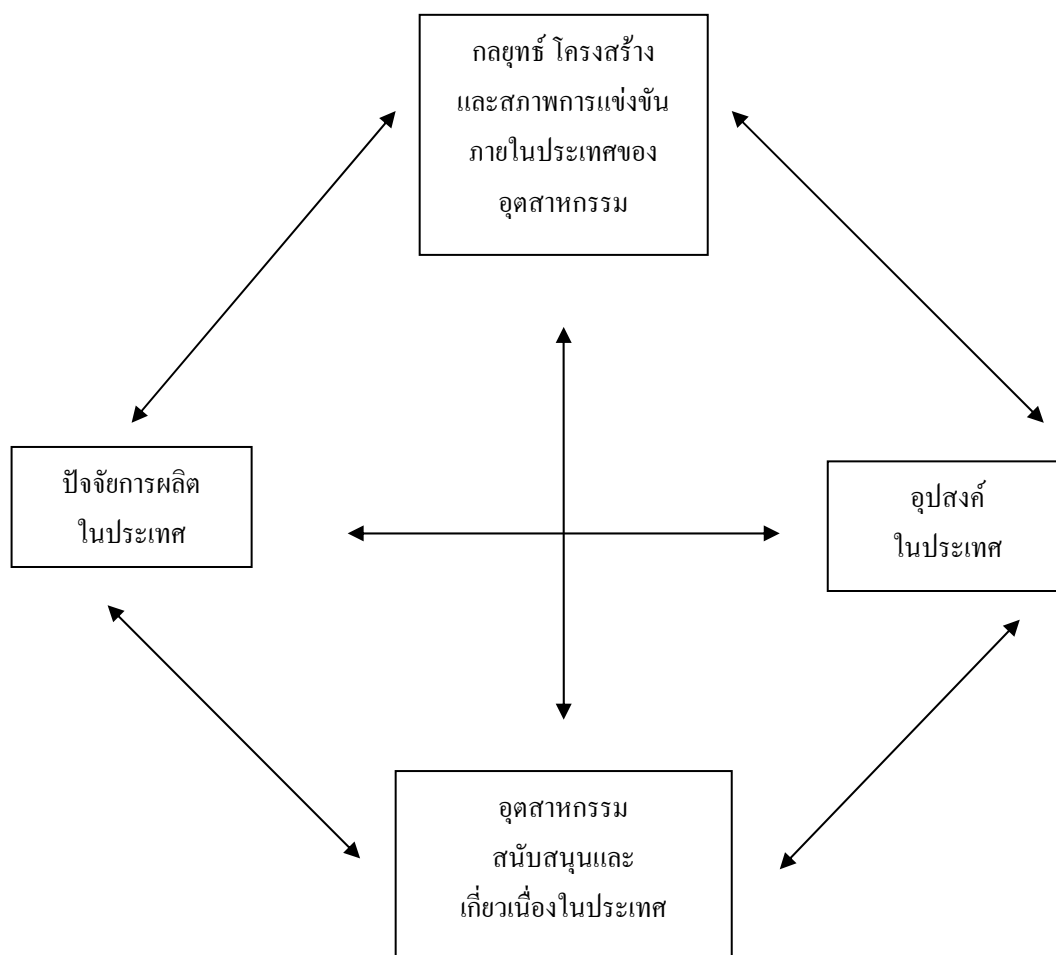 กลยุทธ์ โครงสร้าง
และสภาพการแข่งขัน
ภายในประเทศของ
อุตสาหกรรม
ปัจจัยการผลิต
ในประเทศ
อุปสงค์
ในประเทศ
อุตสาหกรรม
สนับสนุนและ
เกี่ยวเนื่องในประเทศ